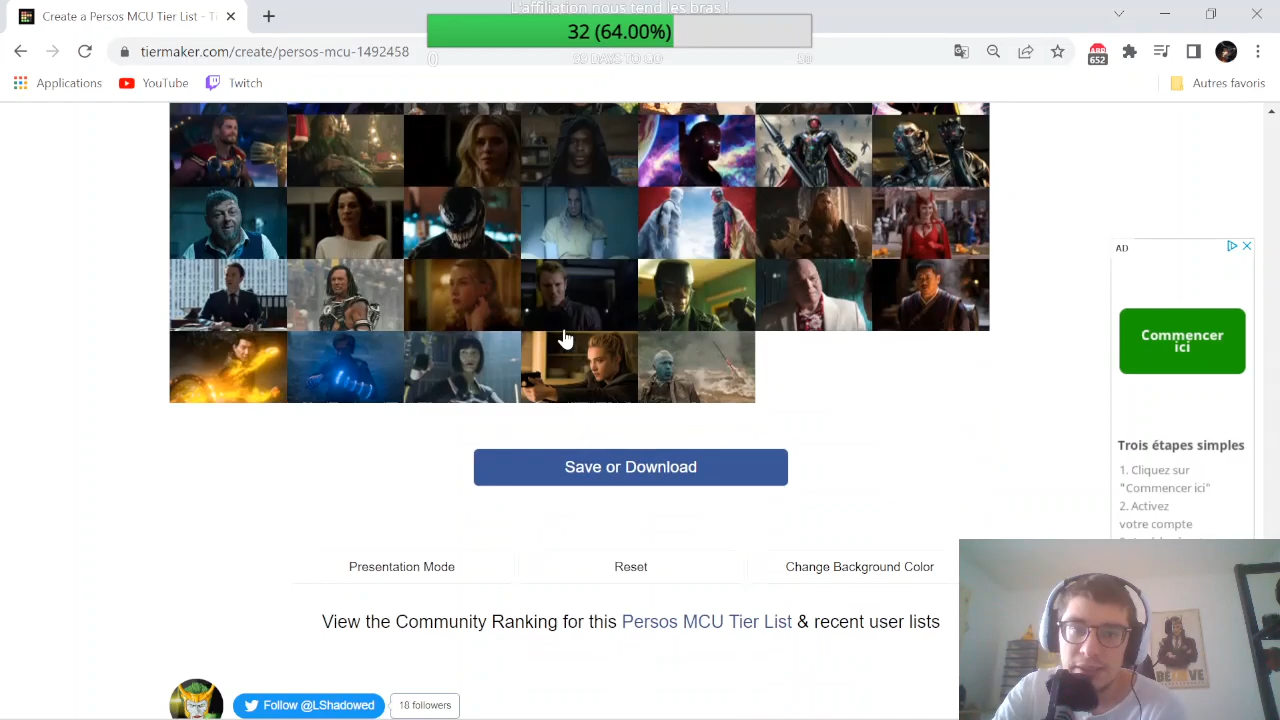 Create a Persos MCU Tier List - T
L'affiliation nous tend les bras !
32 (64.00%)
tiermaker.com/create/persos-mcu-1492458
ABP
652
Applications
YouTube
Twitch
Autres favoris
AD
Commencer
ici
Trois étapes simples
1. Cliquez sur
"Commencer ici"
2. Activez
votre compte
Save or Download
Presentation Mode
Reset
Change Background Color
View the Community Ranking for this Persos MCU Tier List & recent user lists
Follow @LShadowed
18 followers